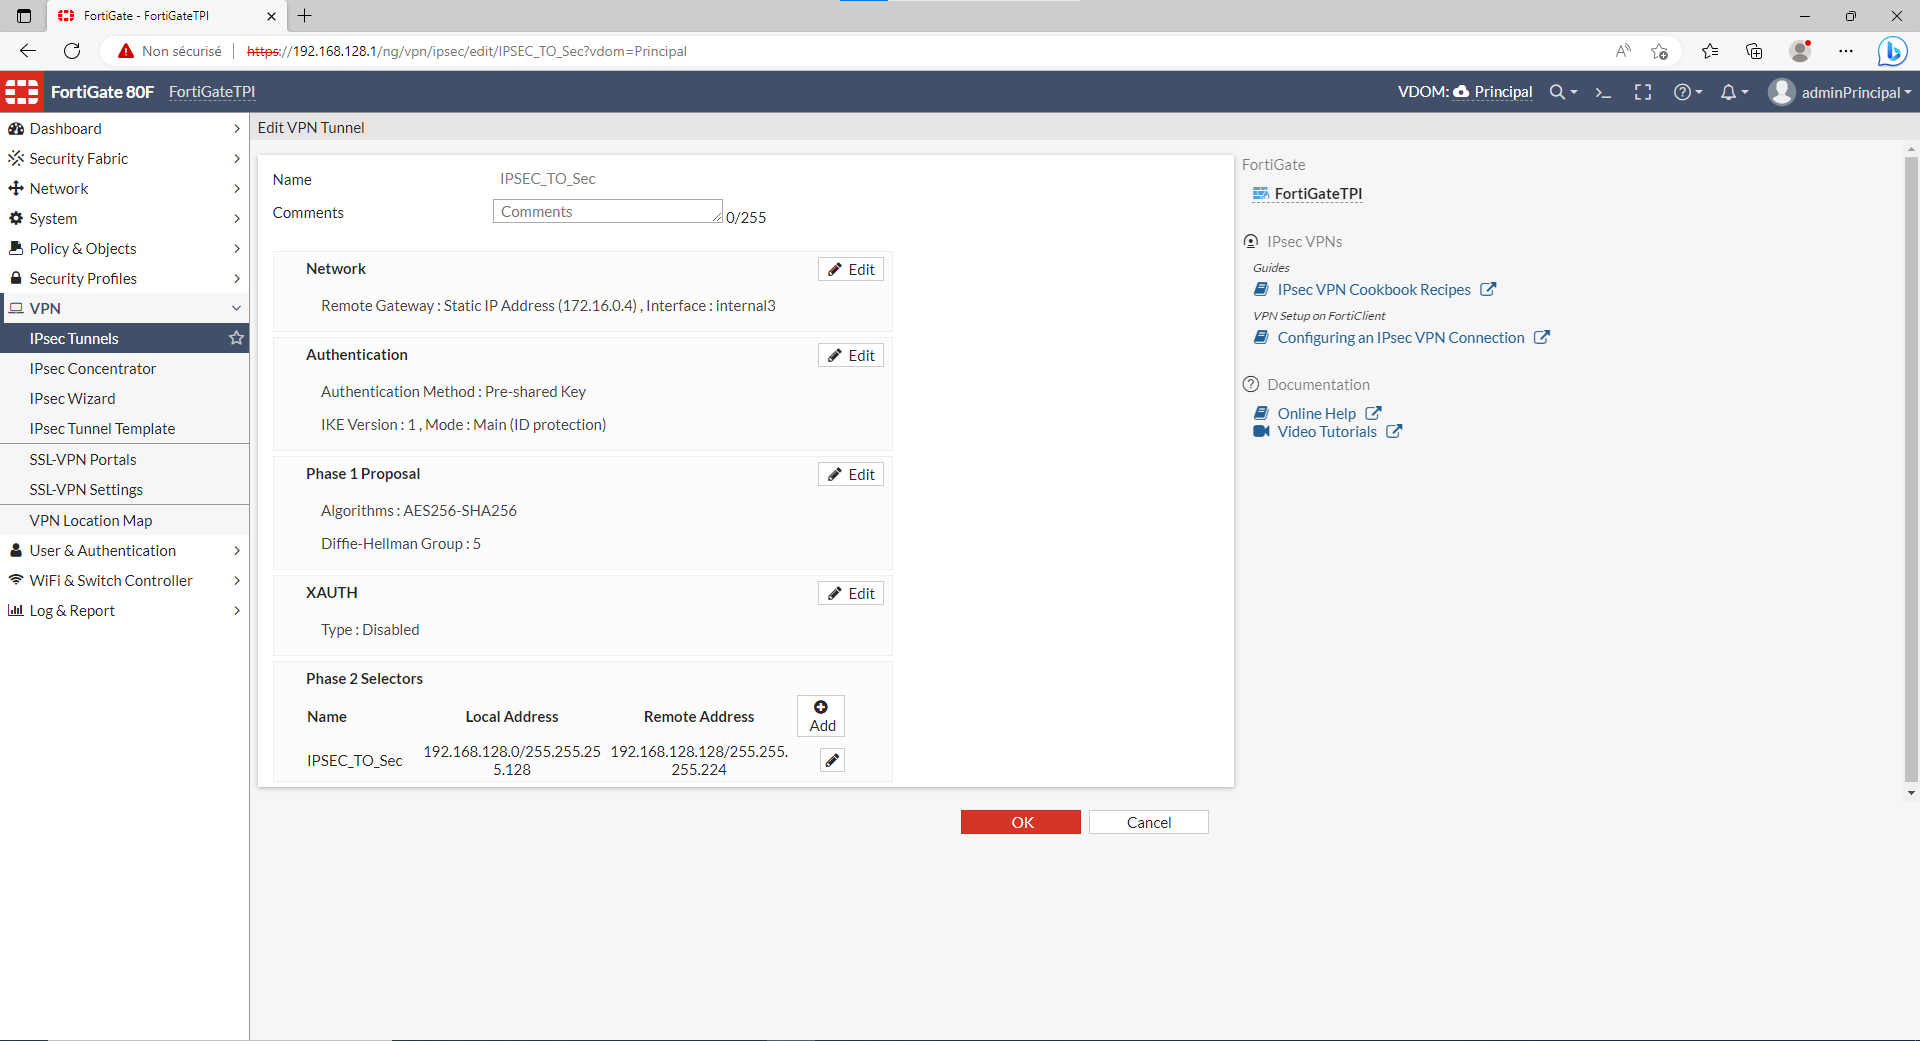 FortiGate - FortiGateTPI
Non sécurisé https://192.168.128.1/ng/vpn/ipsec/edit/IPSEC_TO_Sec?vdom=Principal
FortiGate 80F FortiGateTPI VDOM: Principal adminPrincipal
Dashboard
Security Fabric
Network
System
Policy & Objects
Security Profiles
VPN
IPsec Tunnels
IPsec Concentrator
IPsec Wizard
IPsec Tunnel Template
SSL-VPN Portals
SSL-VPN Settings
VPN Location Map
User & Authentication
WiFi & Switch Controller
Log & Report
Edit VPN Tunnel
Name IPSEC_TO_Sec
Comments Comments 0/255
Network Edit
Remote Gateway : Static IP Address (172.16.0.4) , Interface : internal3
Authentication Edit
Authentication Method : Pre-shared Key
IKE Version : 1 , Mode : Main (ID protection)
Phase 1 Proposal Edit
Algorithms : AES256-SHA256
Diffie-Hellman Group : 5
XAUTH Edit
Type : Disabled
Phase 2 Selectors
Name Local Address Remote Address Add
IPSEC_TO_Sec 192.168.128.0/255.255.25 192.168.128.128/255.255.
5.128 255.224
OK Cancel
FortiGate
FortiGateTPI
IPsec VPNs
Guides
IPsec VPN Cookbook Recipes
VPN Setup on FortiClient
Configuring an IPsec VPN Connection
Documentation
Online Help
Video Tutorials